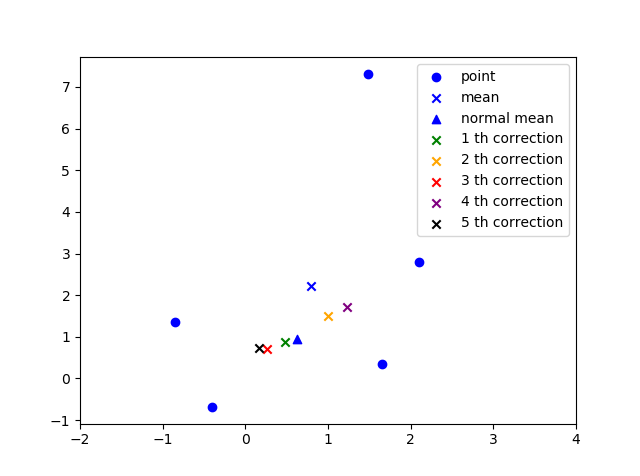 7
6
5
4
3
2
1
0
−1
−2
−1
0
1
2
3
4
point
mean
normal mean
1 th correction
2 th correction
3 th correction
4 th correction
5 th correction